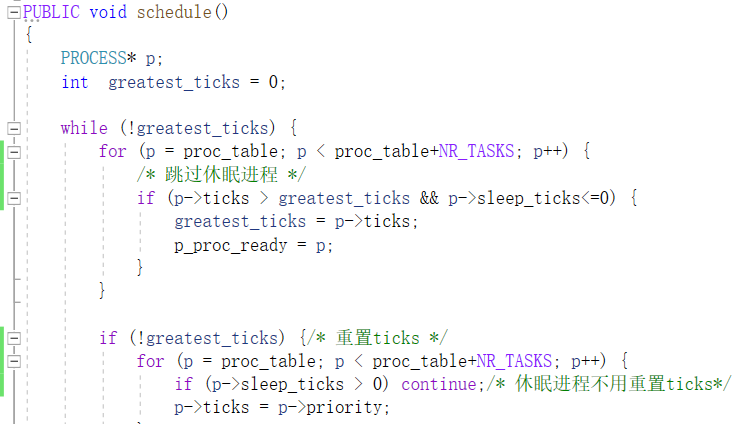 PUBLIC void schedule()
{
PROCESS* p;
int  greatest_ticks = 0;
while (!greatest_ticks) {
for (p = proc_table; p < proc_table+NR_TASKS; p++) {
/* 跳过休眠进程 */
if (p->ticks > greatest_ticks && p->sleep_ticks<=0) {
greatest_ticks = p->ticks;
p_proc_ready = p;
}
}
if (!greatest_ticks) {/* 重置ticks */
for (p = proc_table; p < proc_table+NR_TASKS; p++) {
if (p->sleep_ticks > 0) continue;/* 休眠进程不用重置ticks*/
p->ticks = p->priority;